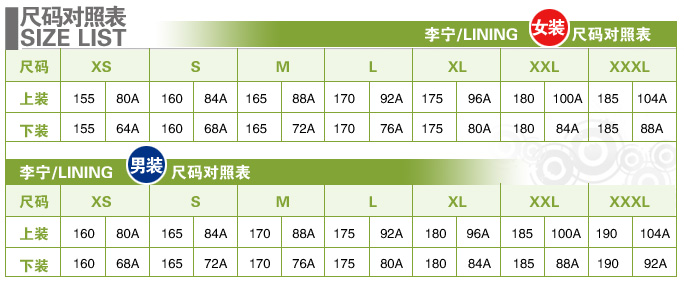 尺码对照表
SIZE LIST
李宁/LINING 女装 尺码对照表
尺码 XS S M L XL XXL XXXL
上装 155 80A 160 84A 165 88A 170 92A 175 96A 180 100A 185 104A
下装 155 64A 160 68A 165 72A 170 76A 175 80A 180 84A 185 88A
李宁/LINING 男装 尺码对照表
尺码 XS S M L XL XXL XXXL
上装 160 80A 165 84A 170 88A 175 92A 180 96A 185 100A 190 104A
下装 160 68A 165 72A 170 76A 175 80A 180 84A 185 88A 190 92A